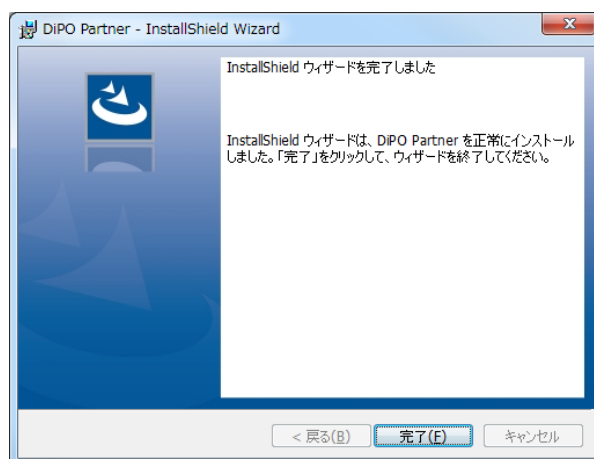 DiPO Partner - InstallShield Wizard
InstallShield ウィザードを完了しました
InstallShield ウィザードは、DiPO Partner を正常にインストール
しました。「完了」をクリックして、ウィザードを終了してください。
< 戻る(B)
完了(F)
キャンセル